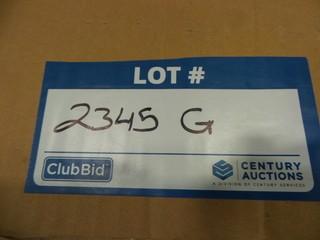 LOT #
2345 G
ClubBid
CENTURY
AUCTIONS
A DIVISION OF CENTURY SERVICES